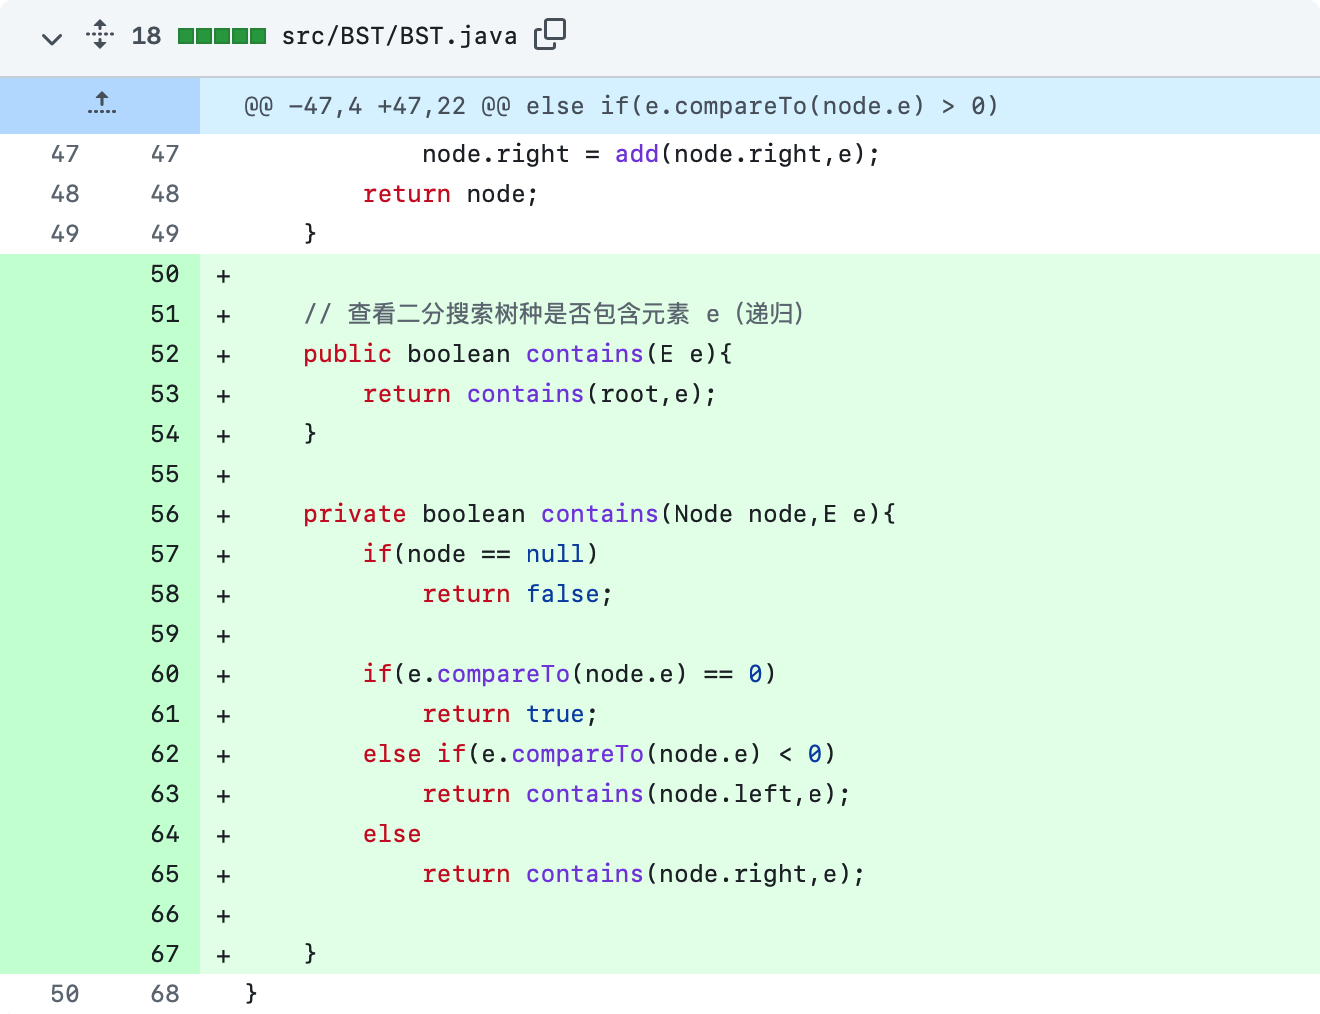 18 src/BST/BST.java
@@ -47,4 +47,22 @@ else if(e.compareTo(node.e) > 0)
47 47 node.right = add(node.right,e);
48 48 return node;
49 49 }
50 +
51 + // 查看二分搜索树种是否包含元素 e（递归）
52 + public boolean contains(E e){
53 + return contains(root,e);
54 + }
55 +
56 + private boolean contains(Node node,E e){
57 + if(node == null)
58 + return false;
59 +
60 + if(e.compareTo(node.e) == 0)
61 + return true;
62 + else if(e.compareTo(node.e) < 0)
63 + return contains(node.left,e);
64 + else
65 + return contains(node.right,e);
66 +
67 + }
50 68 }